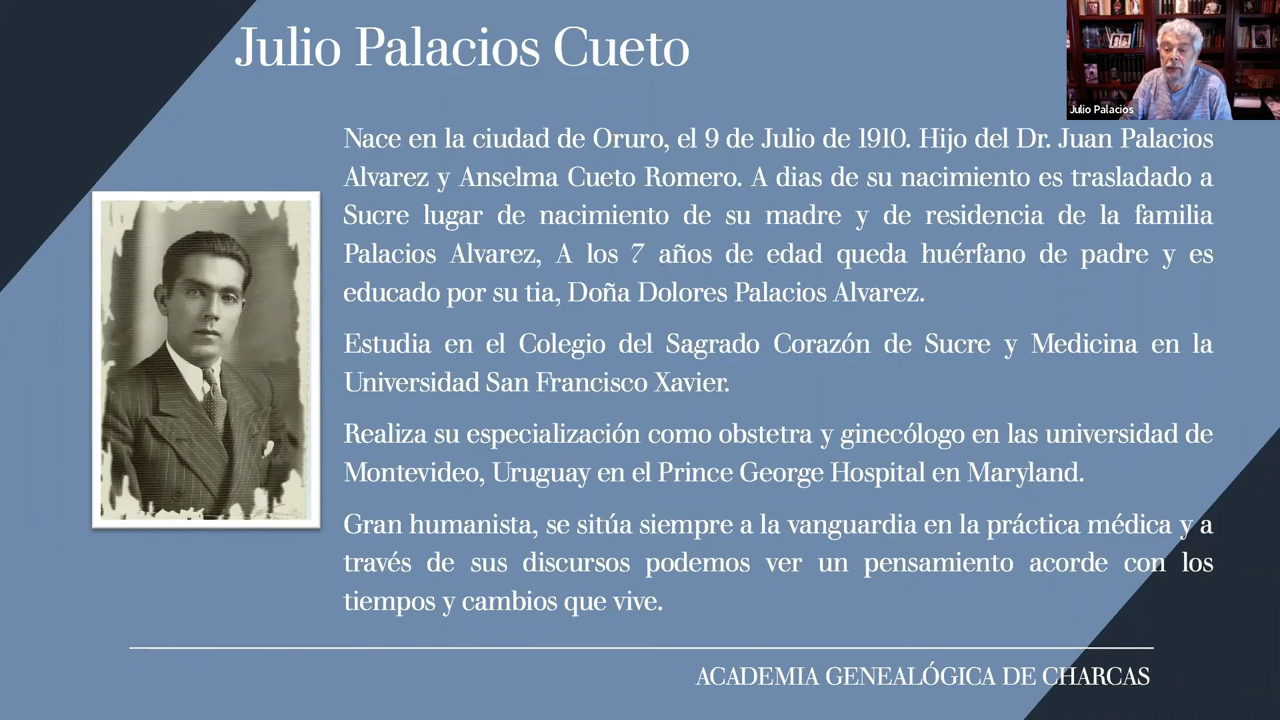 Julio Palacios Cueto
Julio Palacios
Nace en la ciudad de Oruro, el 9 de Julio de 1910. Hijo del Dr. Juan Palacios
Alvarez y Anselma Cueto Romero. A dias de su nacimiento es trasladado a
Sucre lugar de nacimiento de su madre y de residencia de la familia
Palacios Alvarez, A los 7 años de edad queda huérfano de padre y es
educado por su tia, Doña Dolores Palacios Alvarez.
Estudia en el Colegio del Sagrado Corazón de Sucre y Medicina en la
Universidad San Francisco Xavier.
Realiza su especialización como obstetra y ginecólogo en las universidad de
Montevideo, Uruguay en el Prince George Hospital en Maryland.
Gran humanista, se sitúa siempre a la vanguardia en la práctica médica y a
través de sus discursos podemos ver un pensamiento acorde con los
tiempos y cambios que vive.
ACADEMIA GENEALÓGICA DE CHARCAS